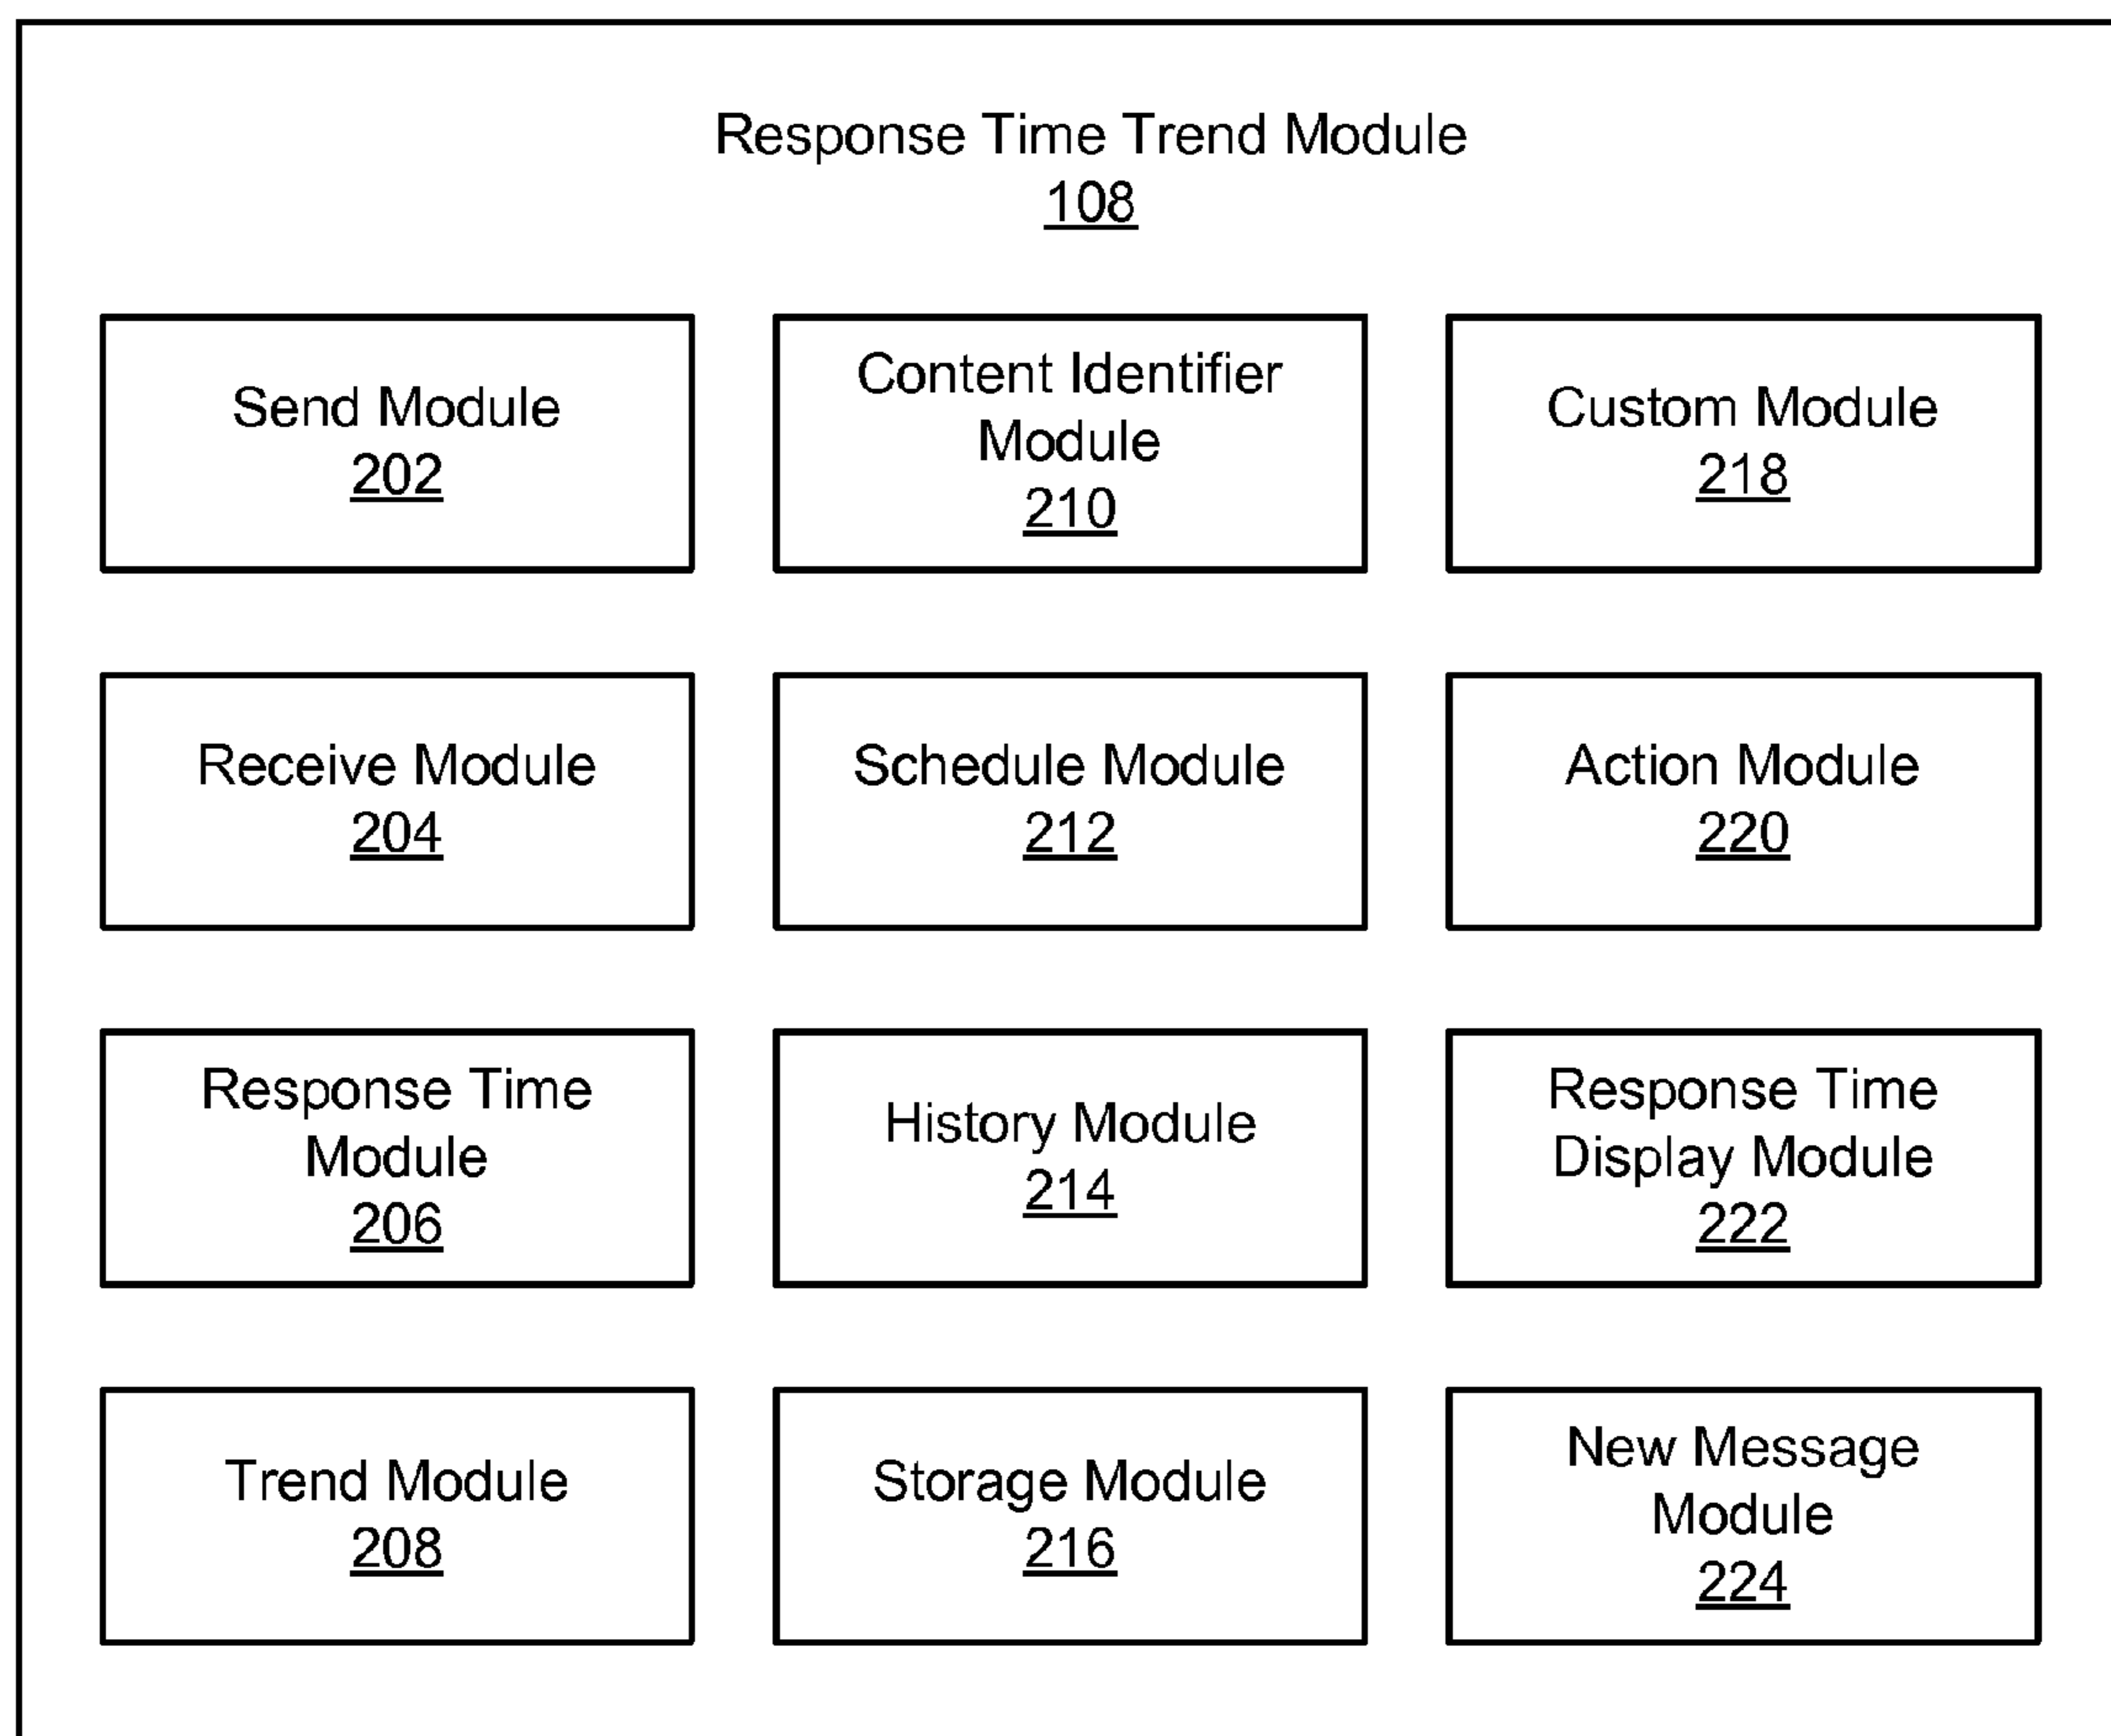 Response Time Trend Module
108
Send Module
202
Content Identifier
Module
210
Custom Module
218
Receive Module
204
Schedule Module
212
Action Module
220
Response Time
Module
206
History Module
214
Response Time
Display Module
222
Trend Module
208
Storage Module
216
New Message
Module
224